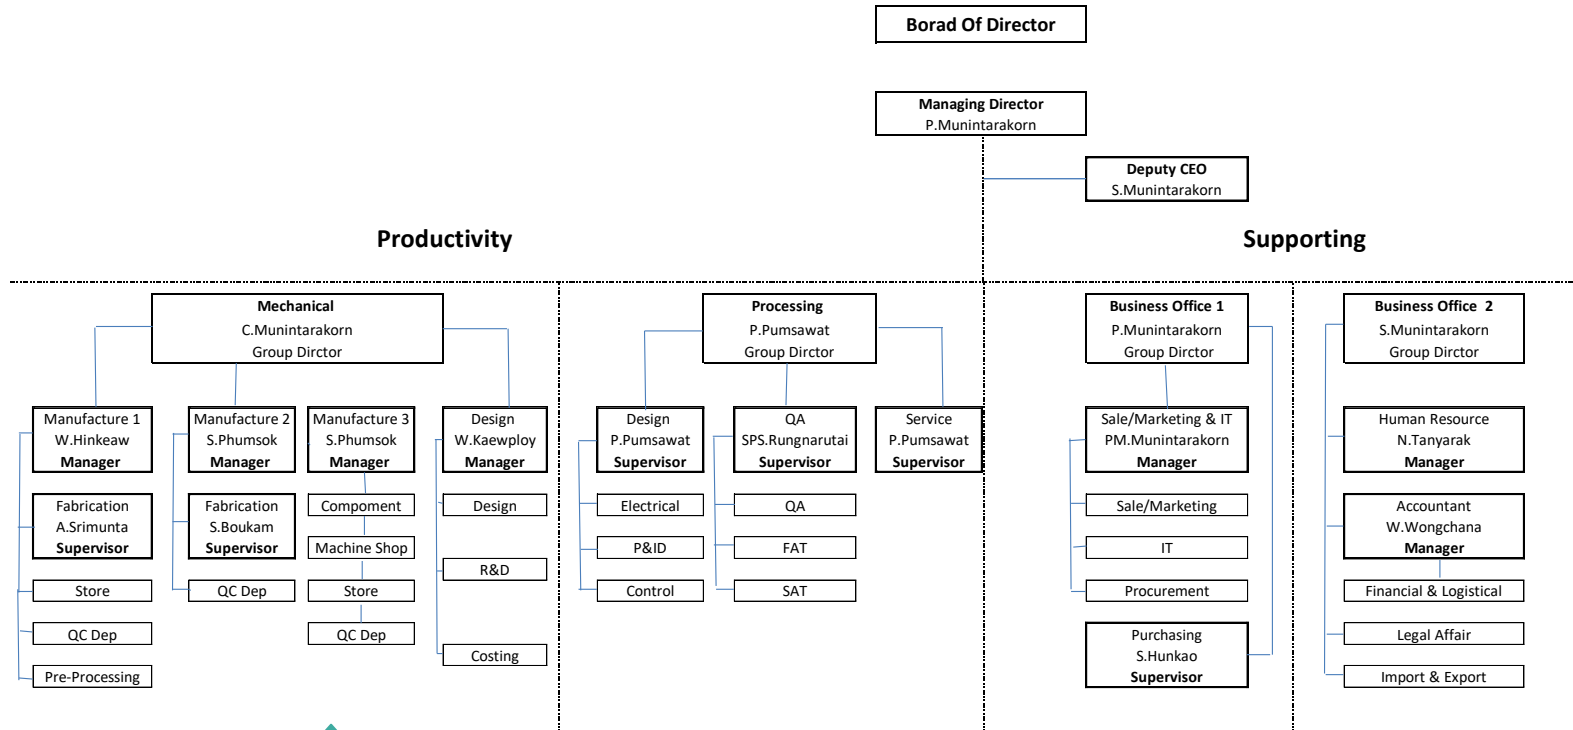 Borad Of Director
Managing Director
P.Munintarakorn
Deputy CEO
S.Munintarakorn
Productivity
Supporting
Mechanical
C.Munintarakorn
Group Dirctor
Processing
P.Pumsawat
Group Dirctor
Business Office 1
P.Munintarakorn
Group Dirctor
Business Office 2
S.Munintarakorn
Group Dirctor
Manufacture 1
W.Hinkeaw
Manager
Manufacture 2
S.Phumsok
Manager
Manufacture 3
S.Phumsok
Manager
Design
W.Kaewploy
Manager
Design
P.Pumsawat
Supervisor
QA
SPS.Rungnarutai
Supervisor
Service
P.Pumsawat
Supervisor
Sale/Marketing & IT
PM.Munintarakorn
Manager
Human Resource
N.Tanyarak
Manager
Fabrication
A.Srimunta
Supervisor
Fabrication
S.Boukam
Supervisor
Compoment
Design
Electrical
QA
Sale/Marketing
Accountant
W.Wongchana
Manager
Machine Shop
R&D
P&ID
FAT
IT
Store
QC Dep
Store
Control
SAT
Procurement
Financial & Logistical
QC Dep
QC Dep
Costing
Purchasing
S.Hunkao
Supervisor
Legal Affair
Pre-Processing
Import & Export